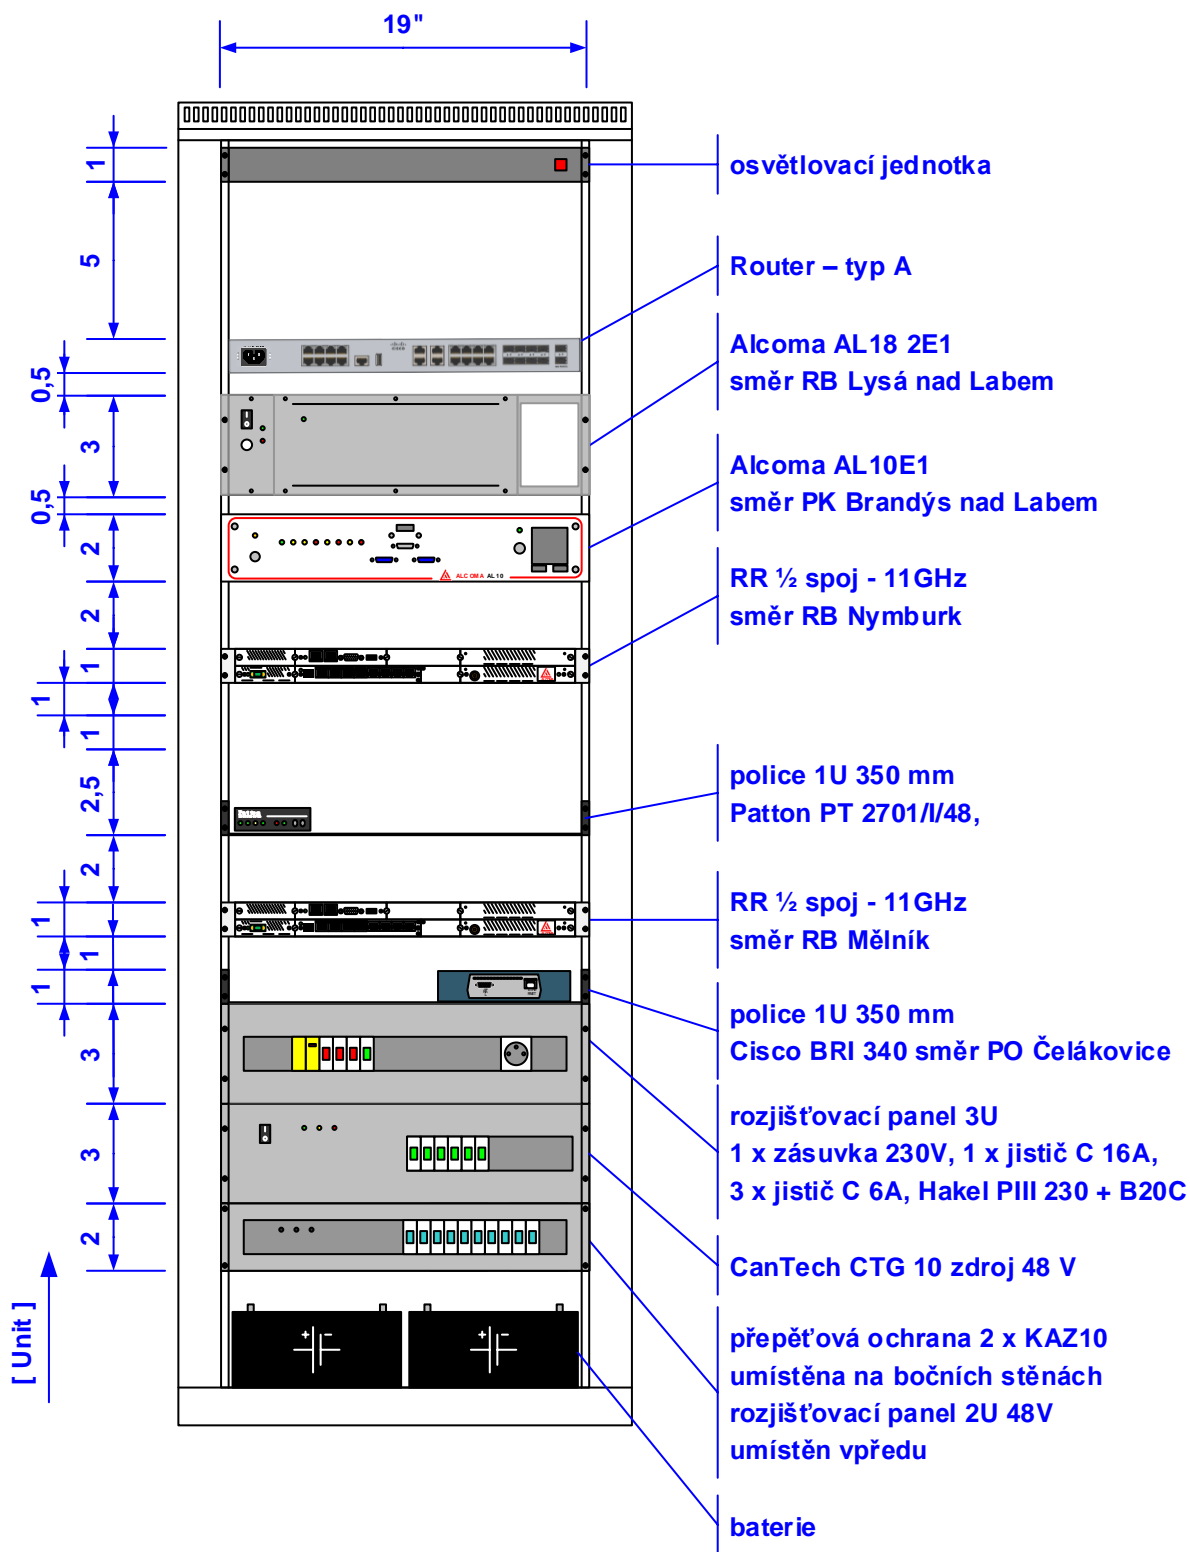 19"
1
osvětlovací jednotka
5
Router – typ A
0,5
Alcoma AL18 2E1
směr RB Lysá nad Labem
3
Alcoma AL10E1
směr PK Brandýs nad Labem
0,5
2
ALCOMA AL10
RR ½ spoj - 11GHz
směr RB Nymburk
2
1
1
1
2,5
police 1U 350 mm
Patton PT 2701/I/48,
2
RR ½ spoj - 11GHz
směr RB Mělník
1
1
1
police 1U 350 mm
Cisco BRI 340 směr PO Čelákovice
3
rozjišťovací panel 3U
1 x zásuvka 230V, 1 x jistič C 16A,
3 x jistič C 6A, Hakel PIII 230 + B20C
3
2
CanTech CTG 10 zdroj 48 V
[ Unit ]
+ -
+ -
přepěťová ochrana 2 x KAZ10
umístěna na bočních stěnách
rozjišťovací panel 2U 48V
umístěn vpředu
baterie